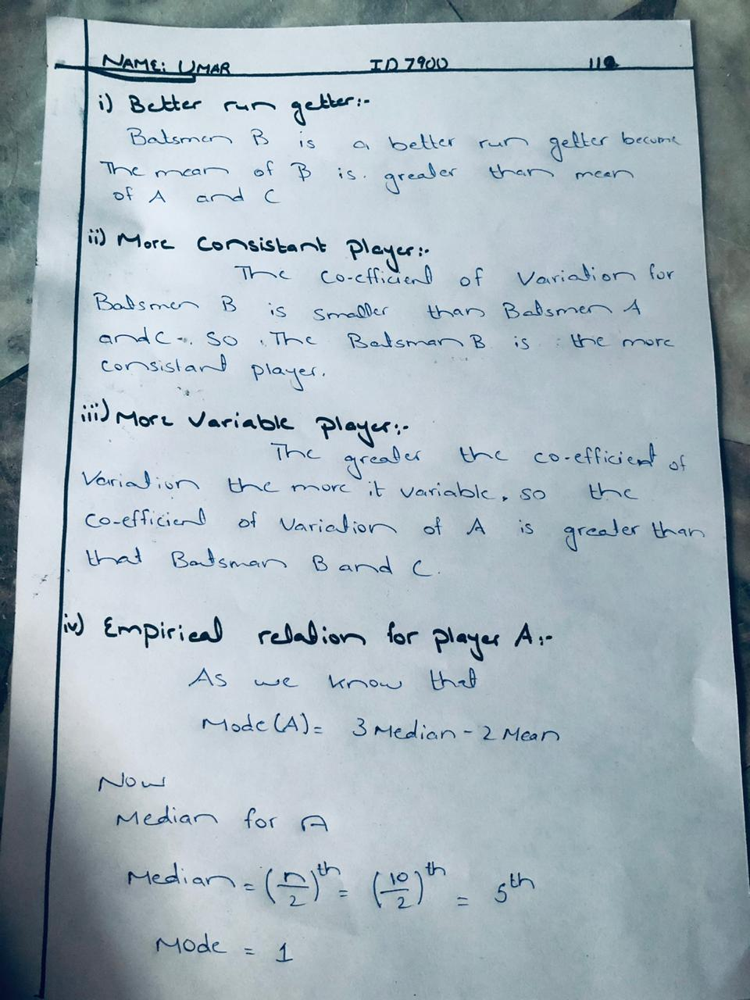 NAME: UMAR ID 7900 110
i) Better run getter:-
Batsmen B is a better run getter because
The mean of B is greater than mean
of A and C
ii) More Consistant player:-
The co-efficient of variation for
Batsmen B is smaller than Batsmen A
and C. So The Batsman B is the more
consistant player.
iii) More variable player:-
The greater the co-efficient of
variation the more it variable, so the
co-efficient of variation of A is greater than
that Batsman B and C.
iv) Empirical relation for player A:-
As we know that
Mode (A) = 3 Median - 2 Mean
Now
Median for A
Median = (n/2)th = (10/2)th = 5th
Mode = 1